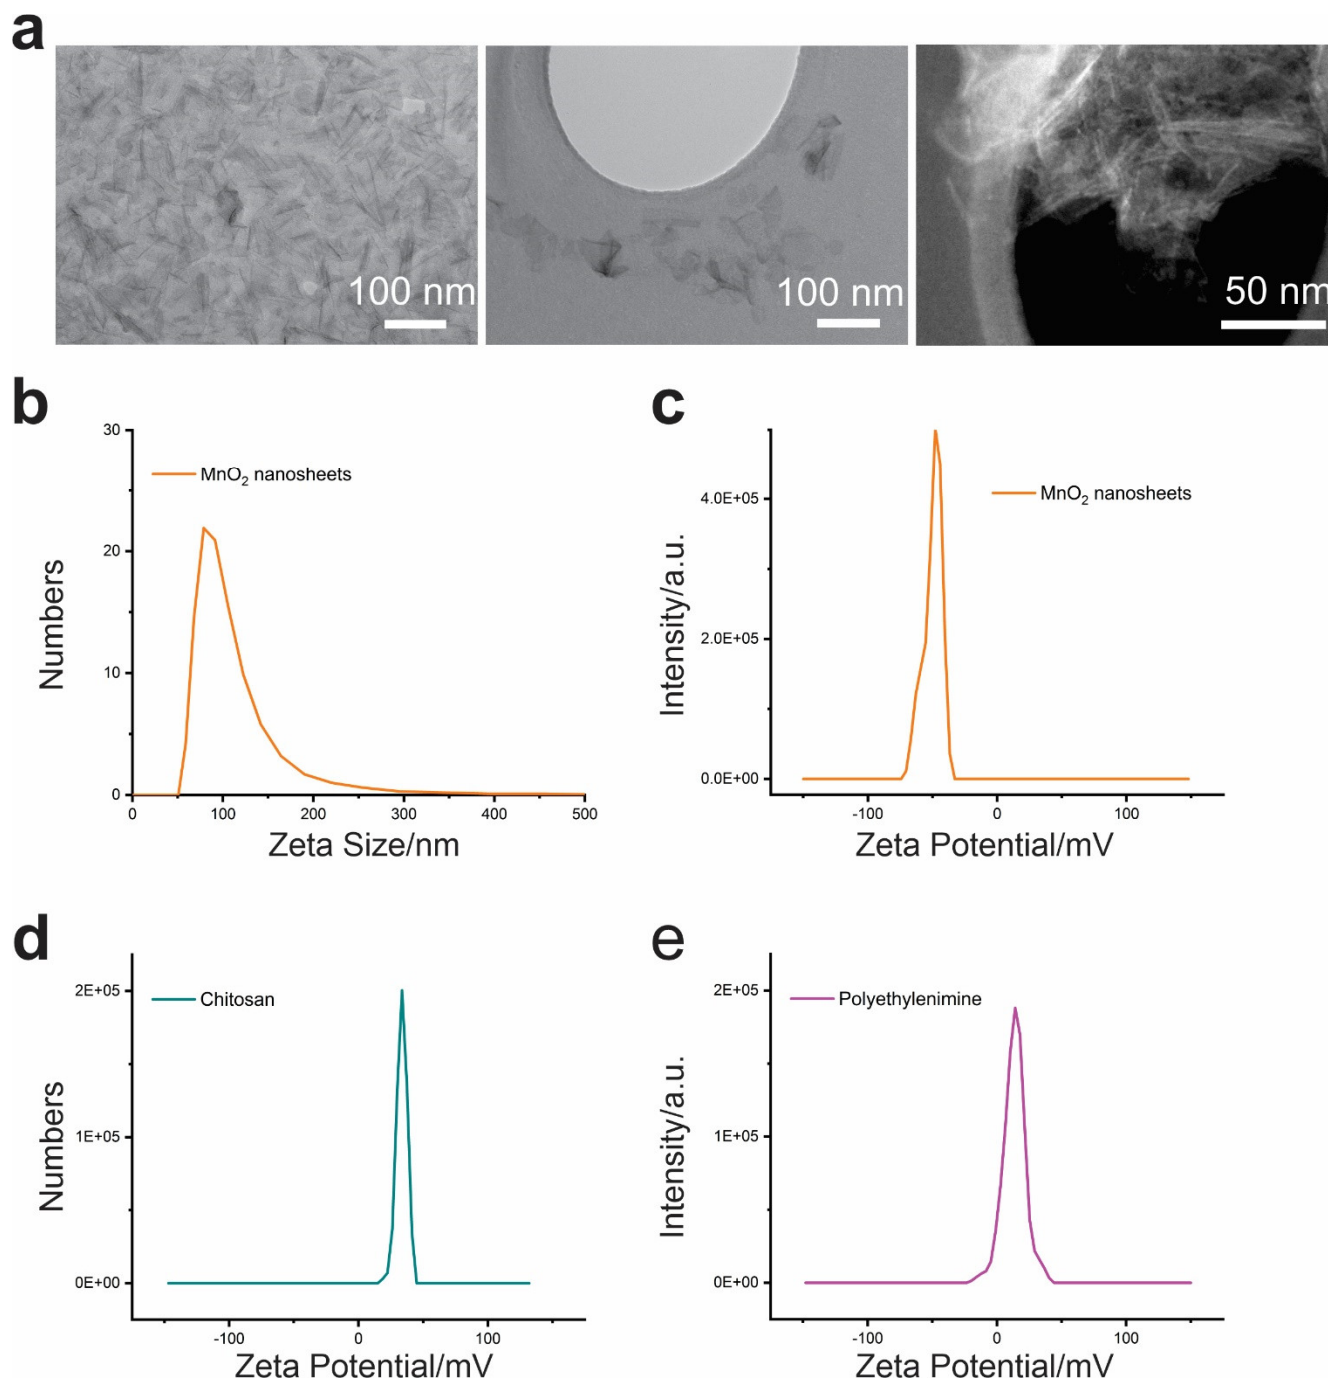 a
100 nm
100 nm
50 nm
b
30
20
10
0
MnO₂ nanosheets
Numbers
0
100
200
300
400
500
Zeta Size/nm
c
4.0E+05
2.0E+05
0.0E+00
MnO₂ nanosheets
Intensity/a.u.
-100
0
100
Zeta Potential/mV
d
2E+05
1E+05
0E+00
Chitosan
Numbers
-100
0
100
Zeta Potential/mV
e
2E+05
1E+05
0E+00
Polyethylenimine
Intensity/a.u.
-100
0
100
Zeta Potential/mV